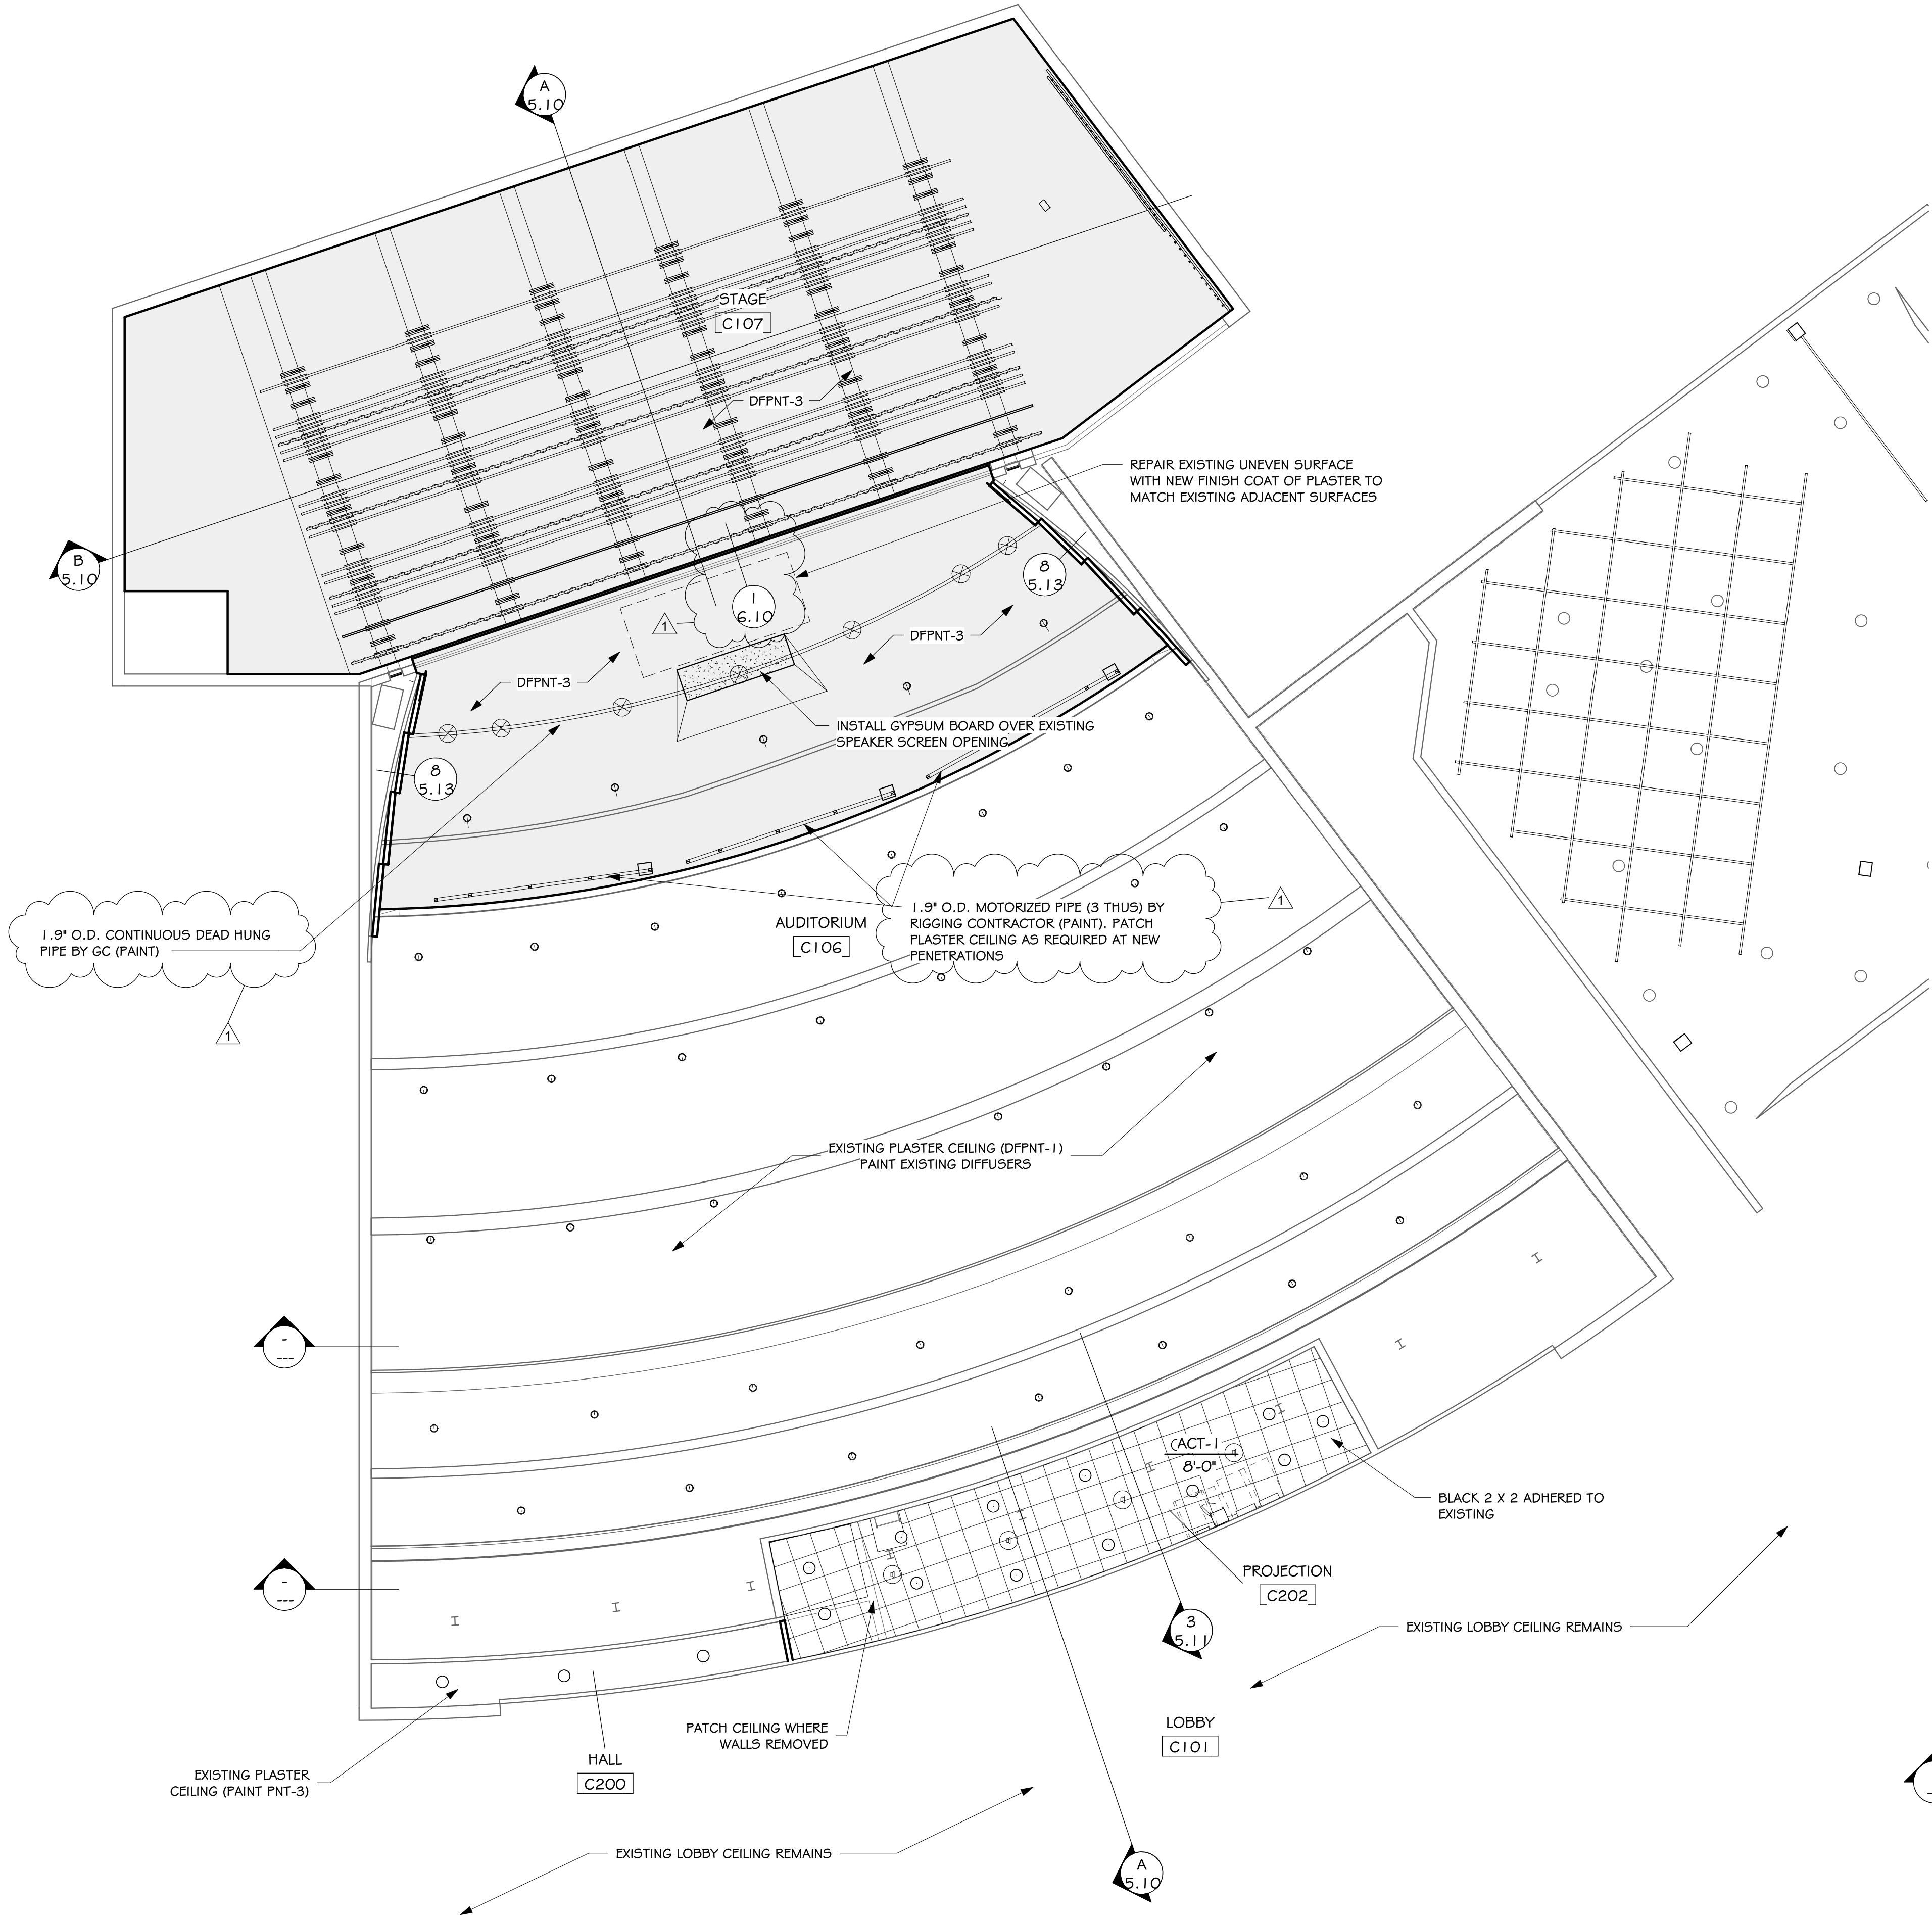 A
5.10
STAGE
C107
DFPNT-3
REPAIR EXISTING UNEVEN SURFACE
WITH NEW FINISH COAT OF PLASTER TO
MATCH EXISTING ADJACENT SURFACES
B
5.10
8
5.13
1
6.10
1
DFPNT-3
DFPNT-3
INSTALL GYPSUM BOARD OVER EXISTING
SPEAKER SCREEN OPENING
8
5.13
1.9" O.D. CONTINUOUS DEAD HUNG
PIPE BY GC (PAINT)
1
AUDITORIUM
C106
1.9" O.D. MOTORIZED PIPE (3 THUS) BY
RIGGING CONTRACTOR (PAINT). PATCH
PLASTER CEILING AS REQUIRED AT NEW
PENETRATIONS
1
EXISTING PLASTER CEILING (DFPNT-1)
PAINT EXISTING DIFFUSERS
-
---
ACT-1
8'-0"
BLACK 2 X 2 ADHERED TO
EXISTING
-
---
PROJECTION
C202
3
5.11
EXISTING LOBBY CEILING REMAINS
LOBBY
C101
PATCH CEILING WHERE
WALLS REMOVED
HALL
C200
EXISTING PLASTER
CEILING (PAINT PNT-3)
EXISTING LOBBY CEILING REMAINS
A
5.10